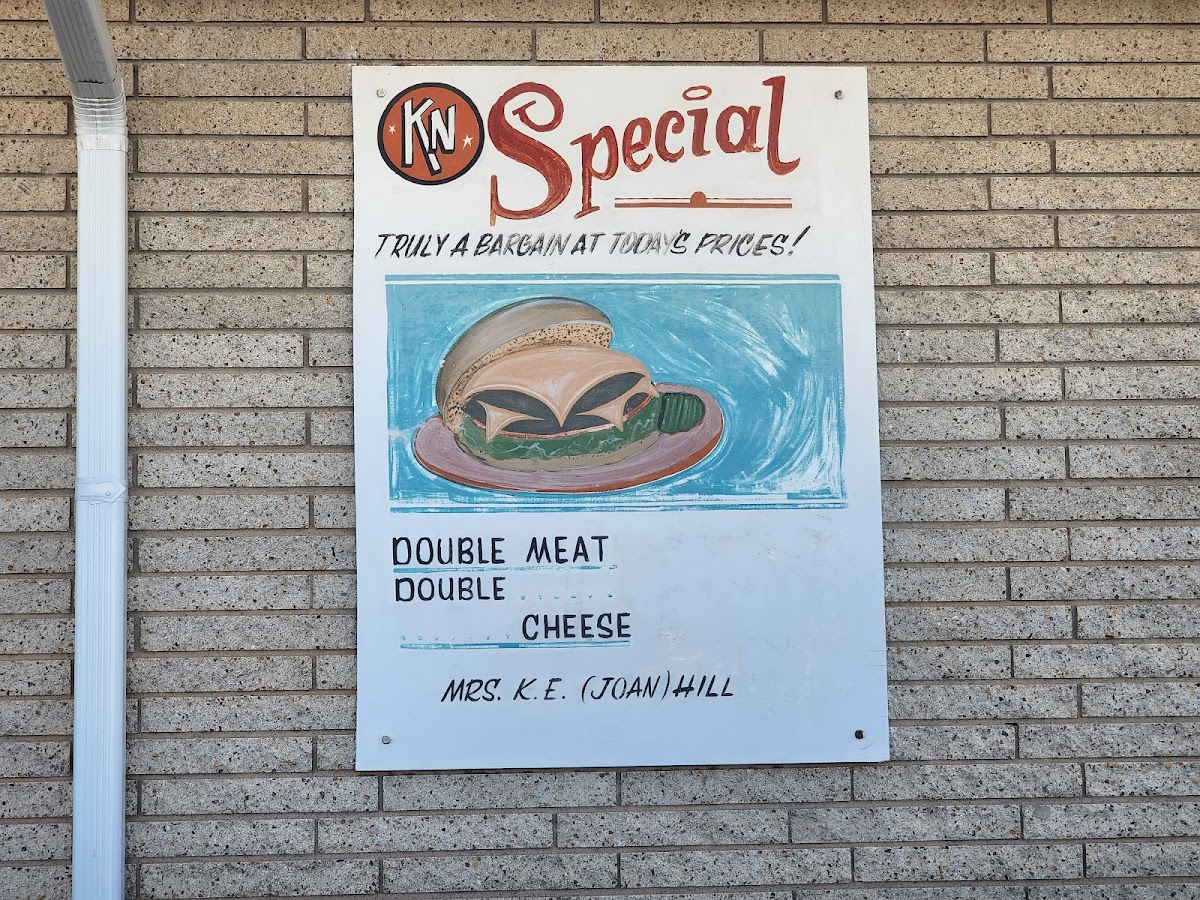 KN
Special
TRULY A BARGAIN AT TODAY'S PRICES!
DOUBLE MEAT
DOUBLE
CHEESE
MRS. K.E. (JOAN) HILL